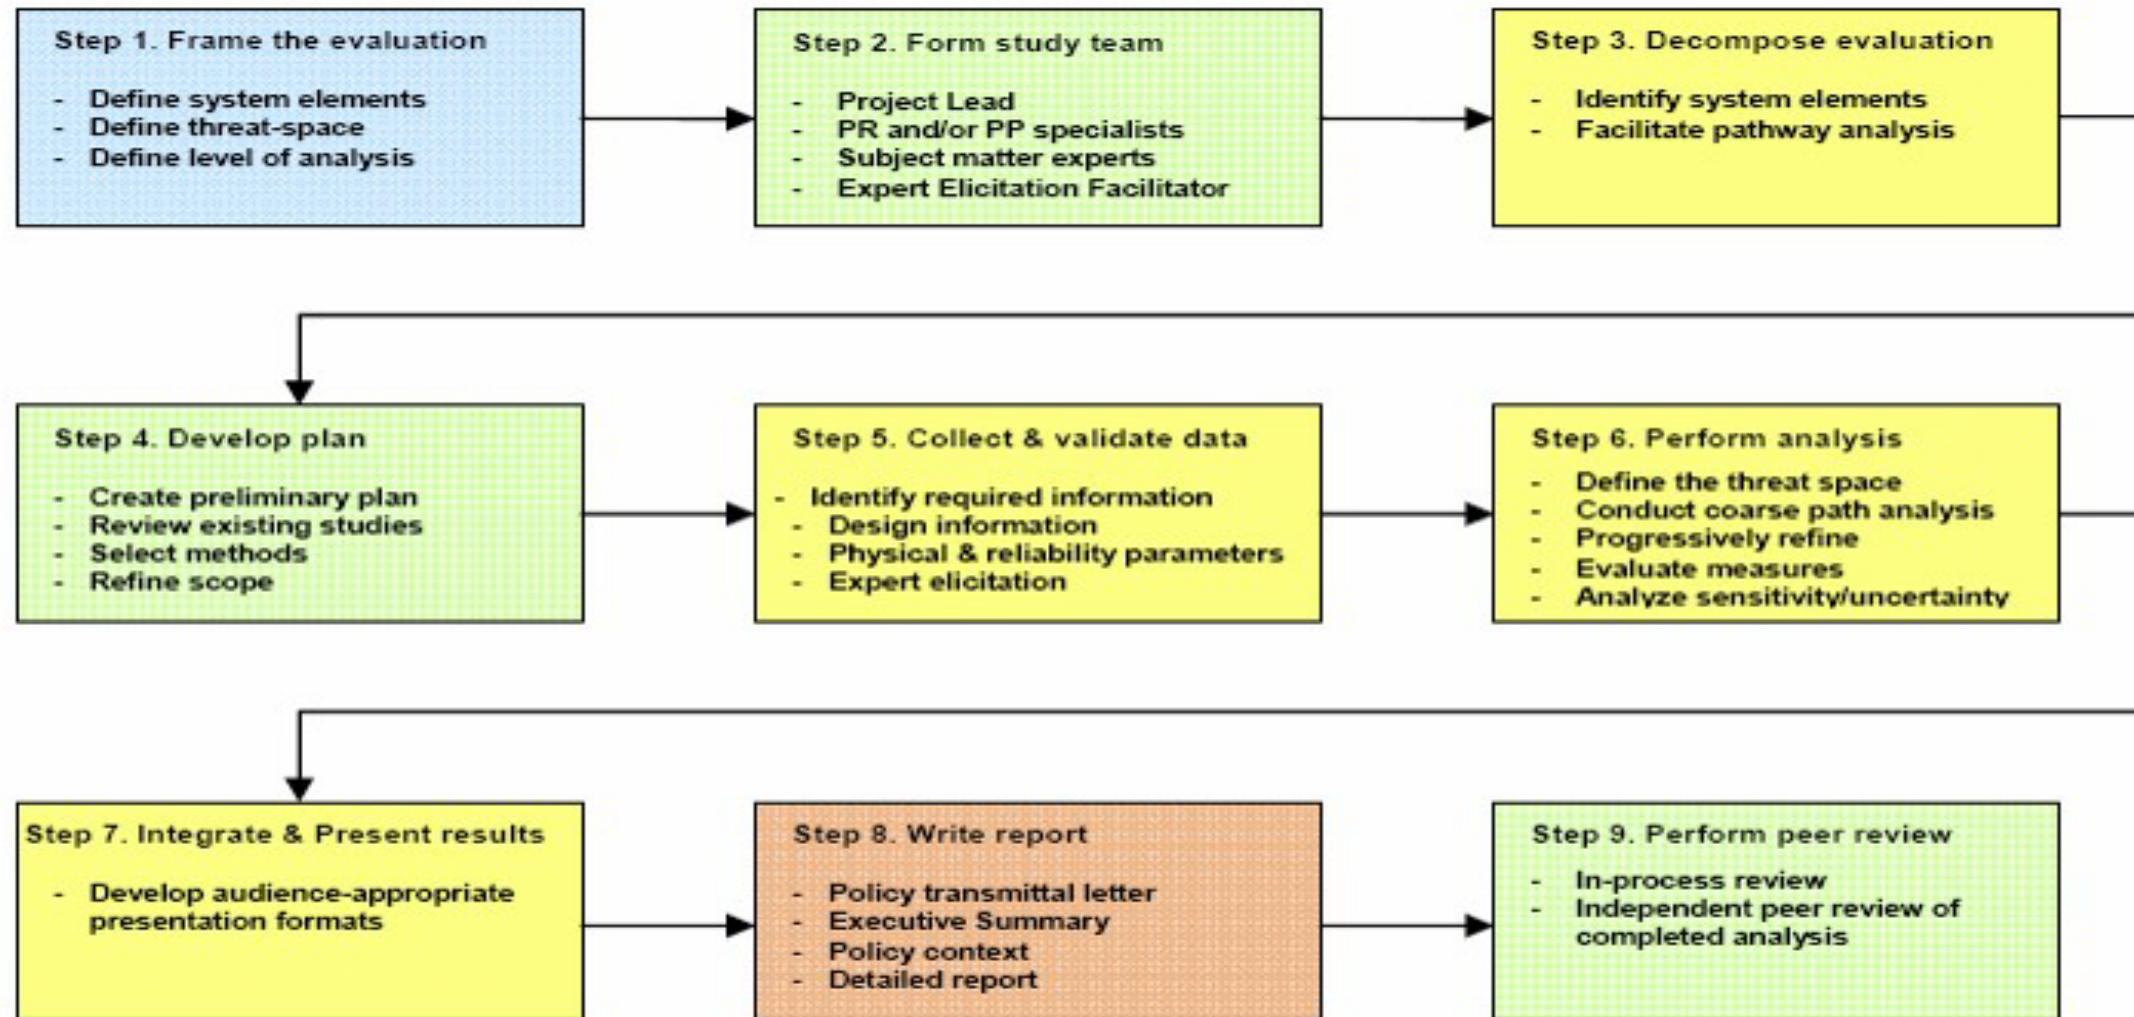 Step 1. Frame the evaluation
- Define system elements
- Define threat-space
- Define level of analysis
Step 2. Form study team
- Project Lead
- PR and/or PP specialists
- Subject matter experts
- Expert Elicitation Facilitator
Step 3. Decompose evaluation
- Identify system elements
- Facilitate pathway analysis
Step 4. Develop plan
- Create preliminary plan
- Review existing studies
- Select methods
- Refine scope
Step 5. Collect & validate data
- Identify required information
- Design information
- Physical & reliability parameters
- Expert elicitation
Step 6. Perform analysis
- Define the threat space
- Conduct coarse path analysis
- Progressively refine
- Evaluate measures
- Analyze sensitivity/uncertainty
Step 7. Integrate & Present results
- Develop audience-appropriate
presentation formats
Step 8. Write report
- Policy transmittal letter
- Executive Summary
- Policy context
- Detailed report
Step 9. Perform peer review
- In-process review
- Independent peer review of
completed analysis